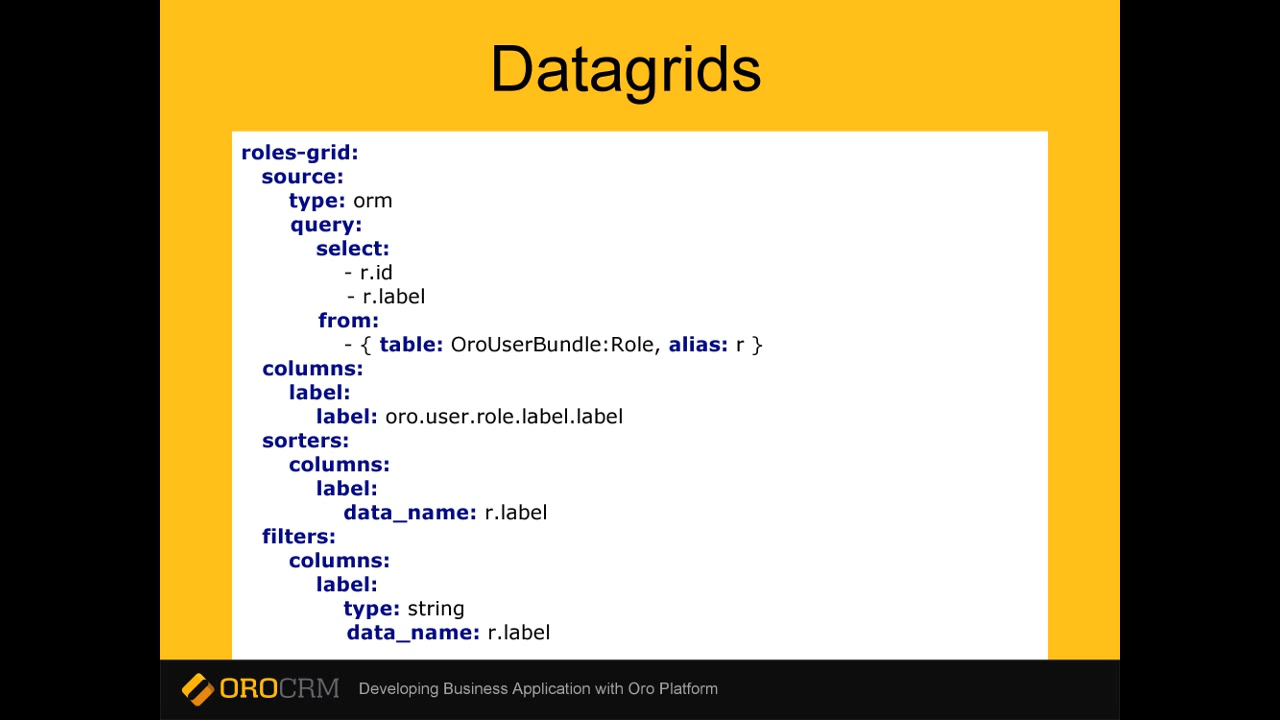 Datagrids
roles-grid:
source:
type: orm
query:
select:
- r.id
- r.label
from:
- { table: OroUserBundle:Role, alias: r }
columns:
label:
label: oro.user.role.label.label
sorters:
columns:
label:
data_name: r.label
filters:
columns:
label:
type: string
data_name: r.label
OROCRM Developing Business Application with Oro Platform